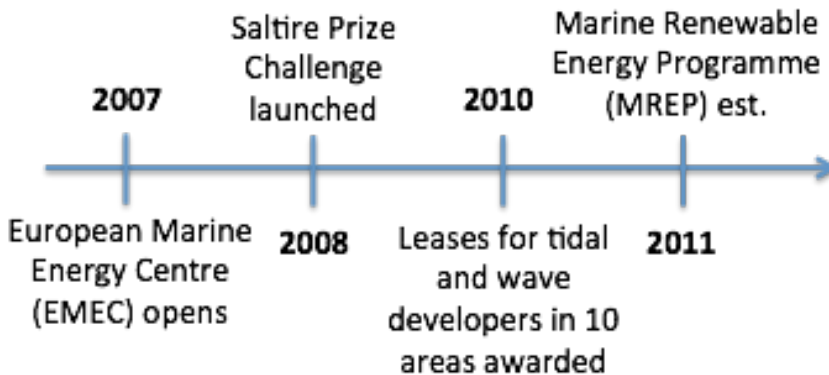 2007
European Marine
Energy Centre
(EMEC) opens
Saltire Prize
Challenge
launched
2008
2010
Leases for tidal
and wave
developers in 10
areas awarded
Marine Renewable
Energy Programme
(MREP) est.
2011